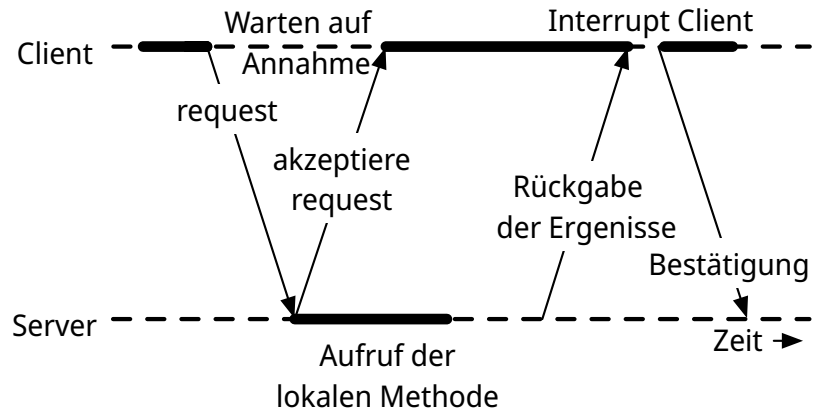 Warten auf
Interrupt Client
Client
Annahme
request
akzeptiere
request
Rückgabe
der Ergenisse
Bestätigung
Server
Zeit
Aufruf der
lokalen Methode